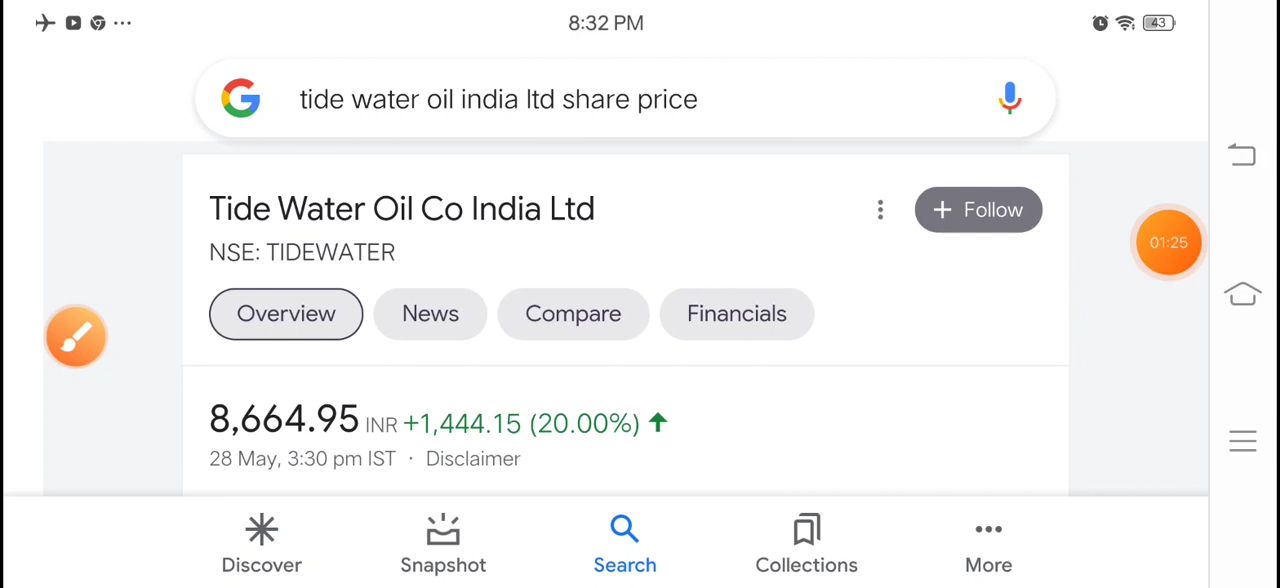 8:32 PM
43
tide water oil india ltd share price
Tide Water Oil Co India Ltd
+ Follow
NSE: TIDEWATER
01:25
Overview
News
Compare
Financials
8,664.95 INR +1,444.15 (20.00%)
28 May, 3:30 pm IST · Disclaimer
Discover
Snapshot
Search
Collections
More